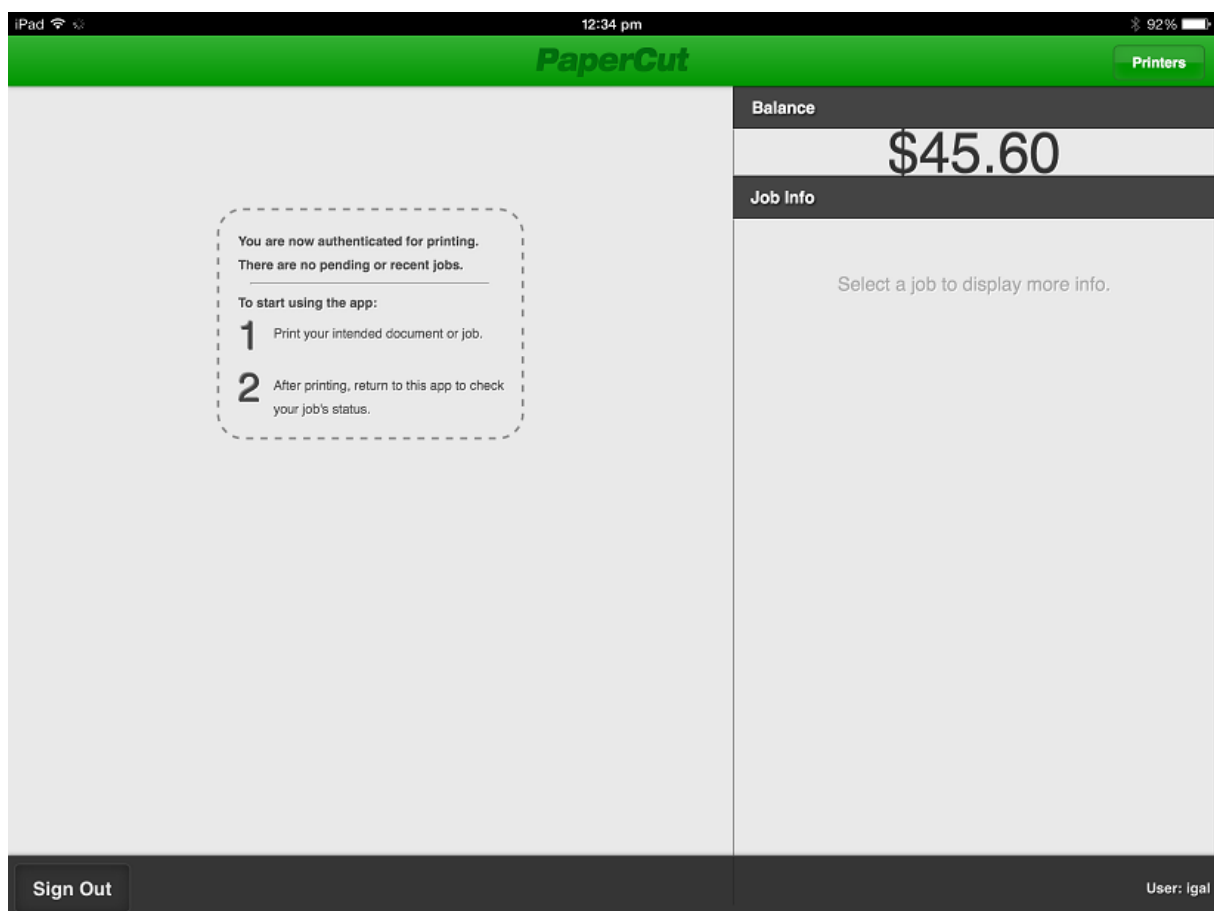 iPad 12:34 pm 92%
PaperCut Printers
Balance
$45.60
Job Info
You are now authenticated for printing.
There are no pending or recent jobs.
To start using the app:
1 Print your intended document or job.
2 After printing, return to this app to check
your job's status.
Select a job to display more info.
Sign Out User: igal